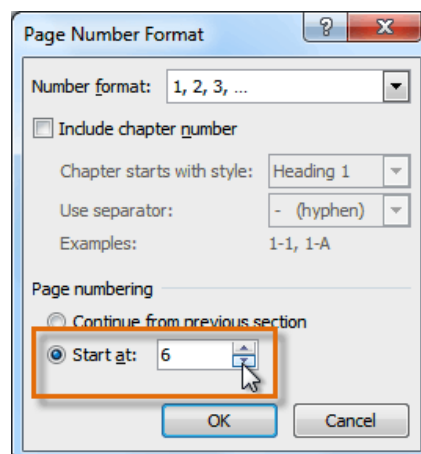 Page Number Format
Number format: 1, 2, 3, ...
Include chapter number
Chapter starts with style: Heading 1
Use separator: - (hyphen)
Examples: 1-1, 1-A
Page numbering
Continue from previous section
Start at: 6
OK Cancel